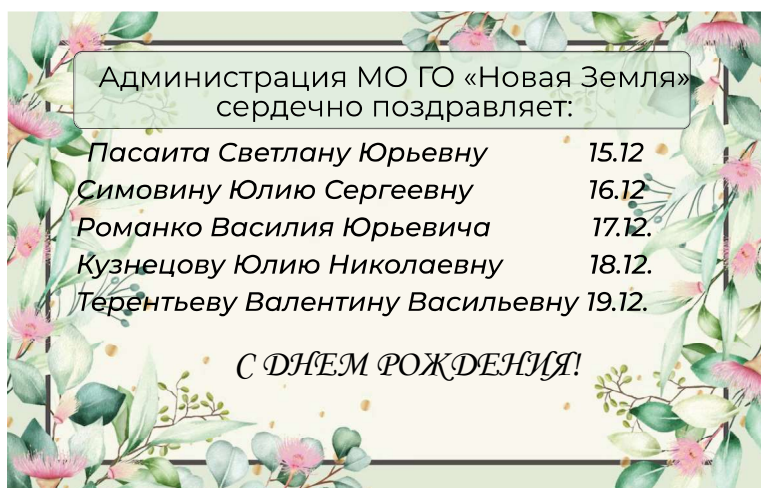 Администрация МО ГО «Новая Земля»
сердечно поздравляет:
Пасаита Светлану Юрьевну 15.12
Симовину Юлию Сергеевну 16.12
Романко Василия Юрьевича 17.12.
Кузнецову Юлию Николаевну 18.12.
Терентьеву Валентину Васильевну 19.12.
С ДНЕМ РОЖДЕНИЯ!